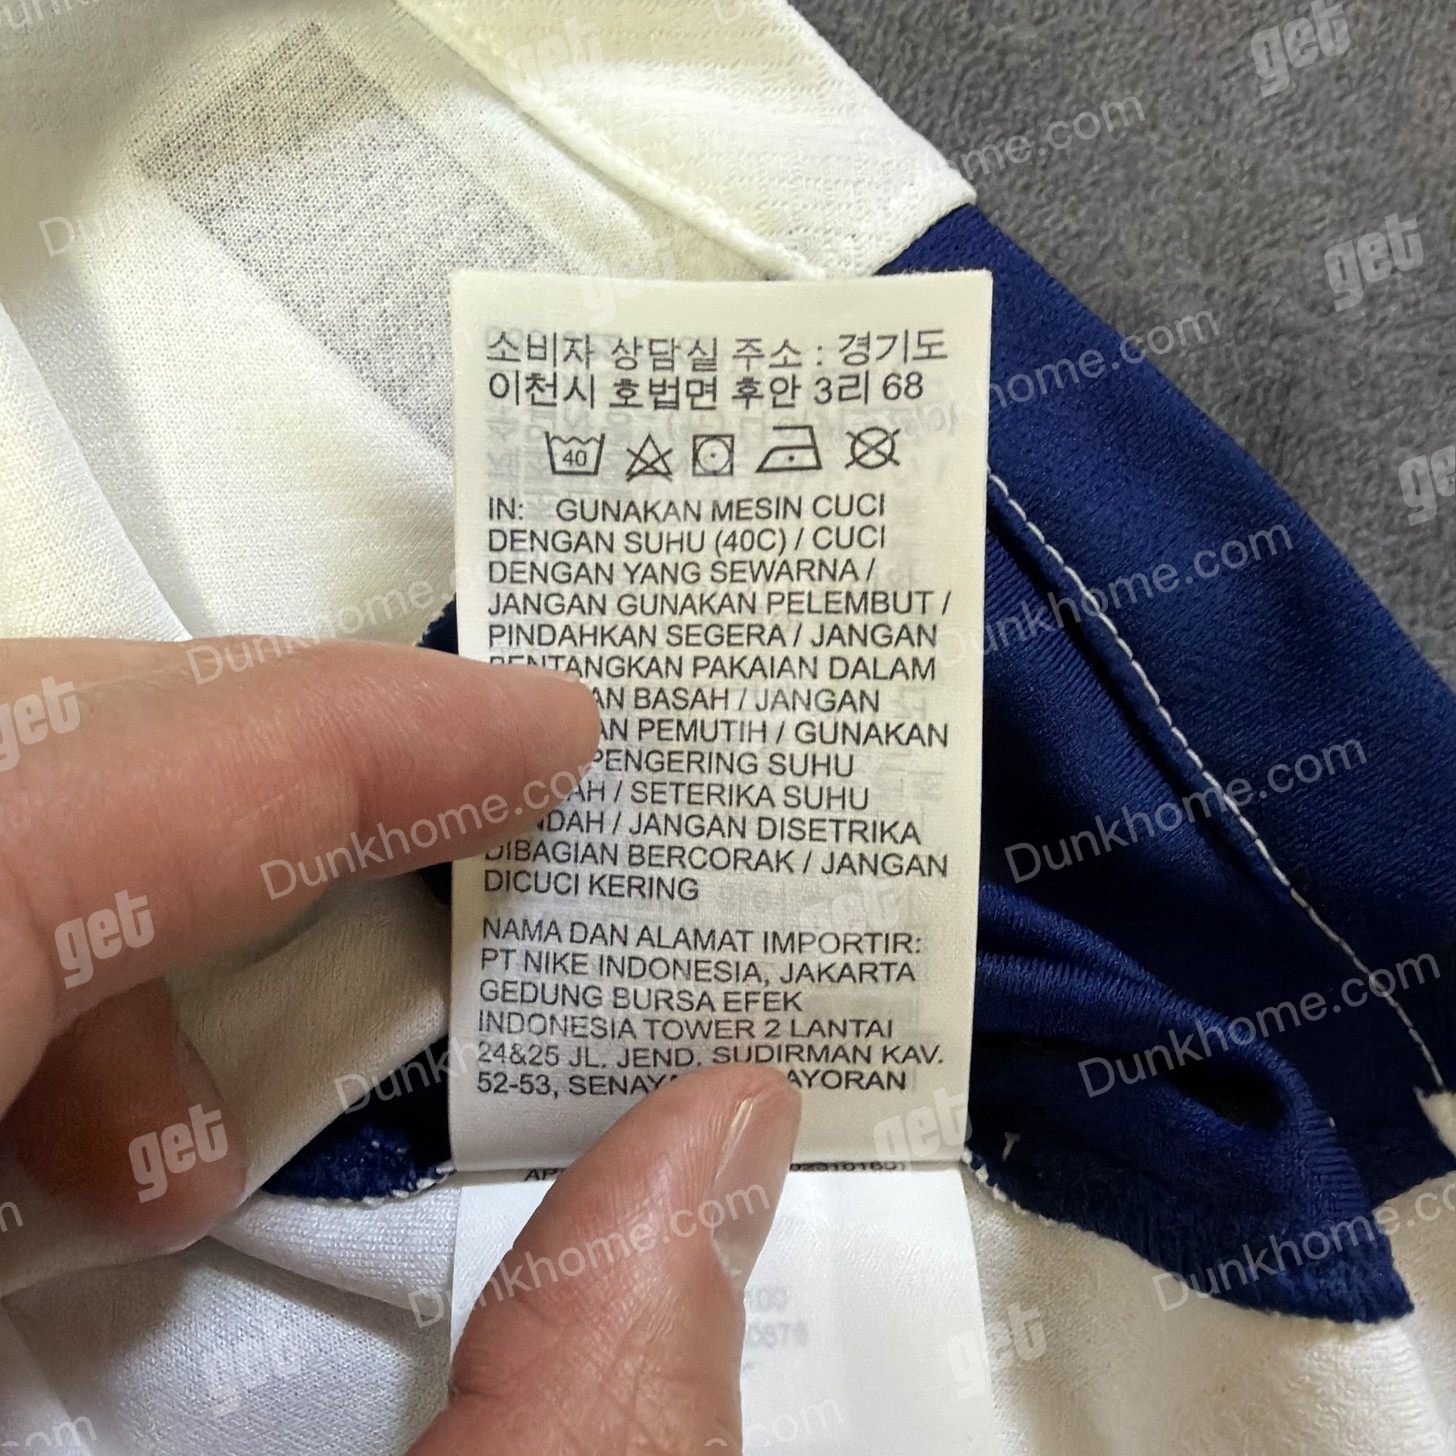 소비자 상담실 주소 : 경기도
이천시 호법면 후안 3리 68
40
IN: GUNAKAN MESIN CUCI
DENGAN SUHU (40C) / CUCI
DENGAN YANG SEWARNA /
JANGAN GUNAKAN PELEMBUT /
PINDAHKAN SEGERA / JANGAN
BENTANGKAN PAKAIAN DALAM
BASAH / JANGAN
PEMUTIH / GUNAKAN
PENGERING SUHU
/ SETERIKA SUHU
/ JANGAN DISETRIKA
DIBAGIAN BERCORAK / JANGAN
DICUCI KERING
NAMA DAN ALAMAT IMPORTIR:
PT NIKE INDONESIA, JAKARTA
GEDUNG BURSA EFEK
INDONESIA TOWER 2 LANTAI
24&25 JL. JEND. SUDIRMAN KAV.
52-53, 
get
Dunkhome.com